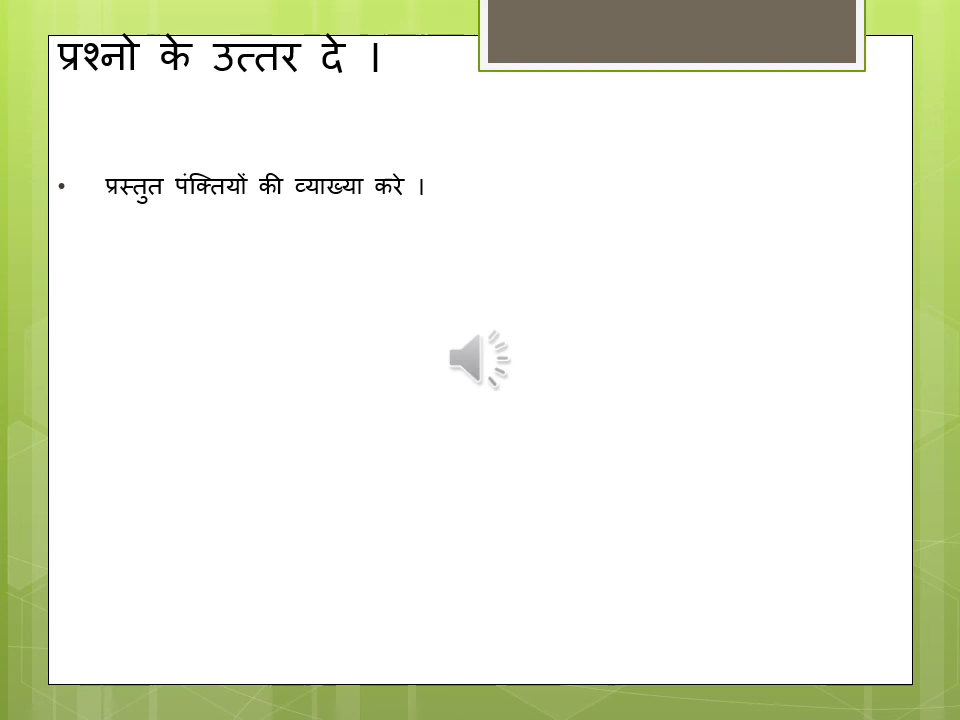 प्रश्नो के उत्तर दे ।
• प्रस्तुत पंक्तियों की व्याख्या करे ।